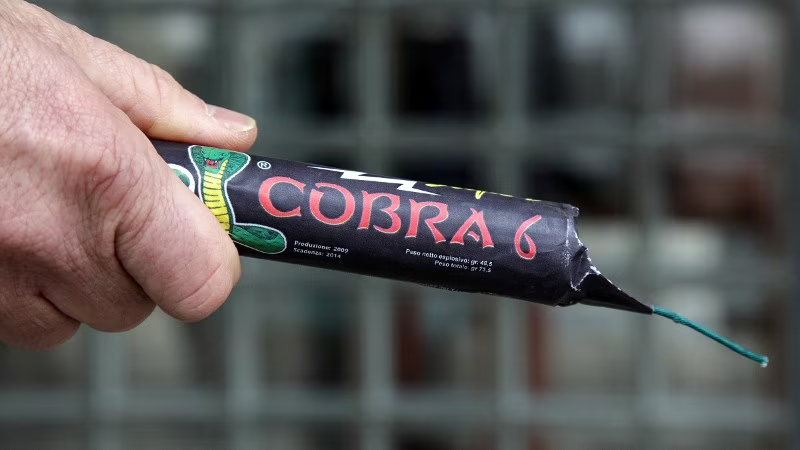 ®
COBRA 6
Produzione: 2009
Scadenza: 2014
Peso netto esplosivo: gr. 48,5
Peso totale: gr 73,5